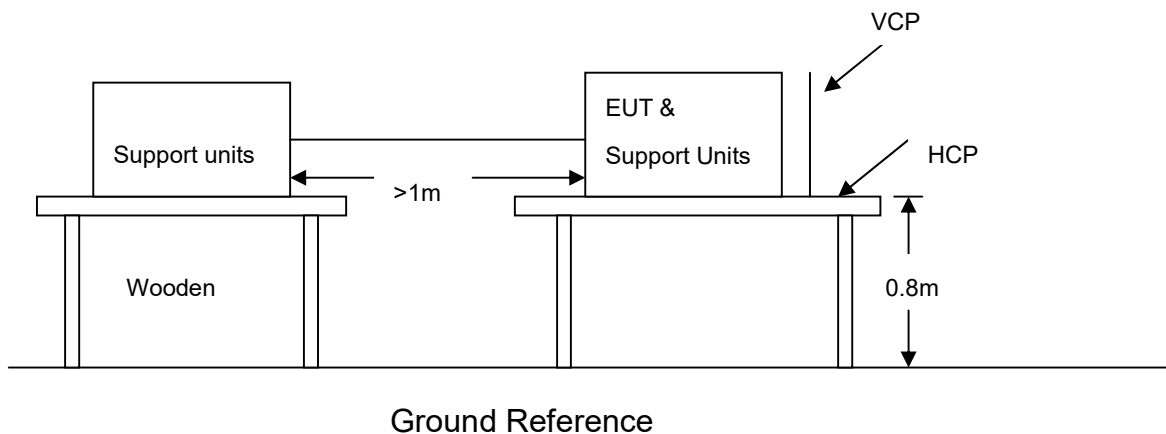 VCP
EUT &
Support Units
Support units
HCP
>1m
Wooden
0.8m
Ground Reference